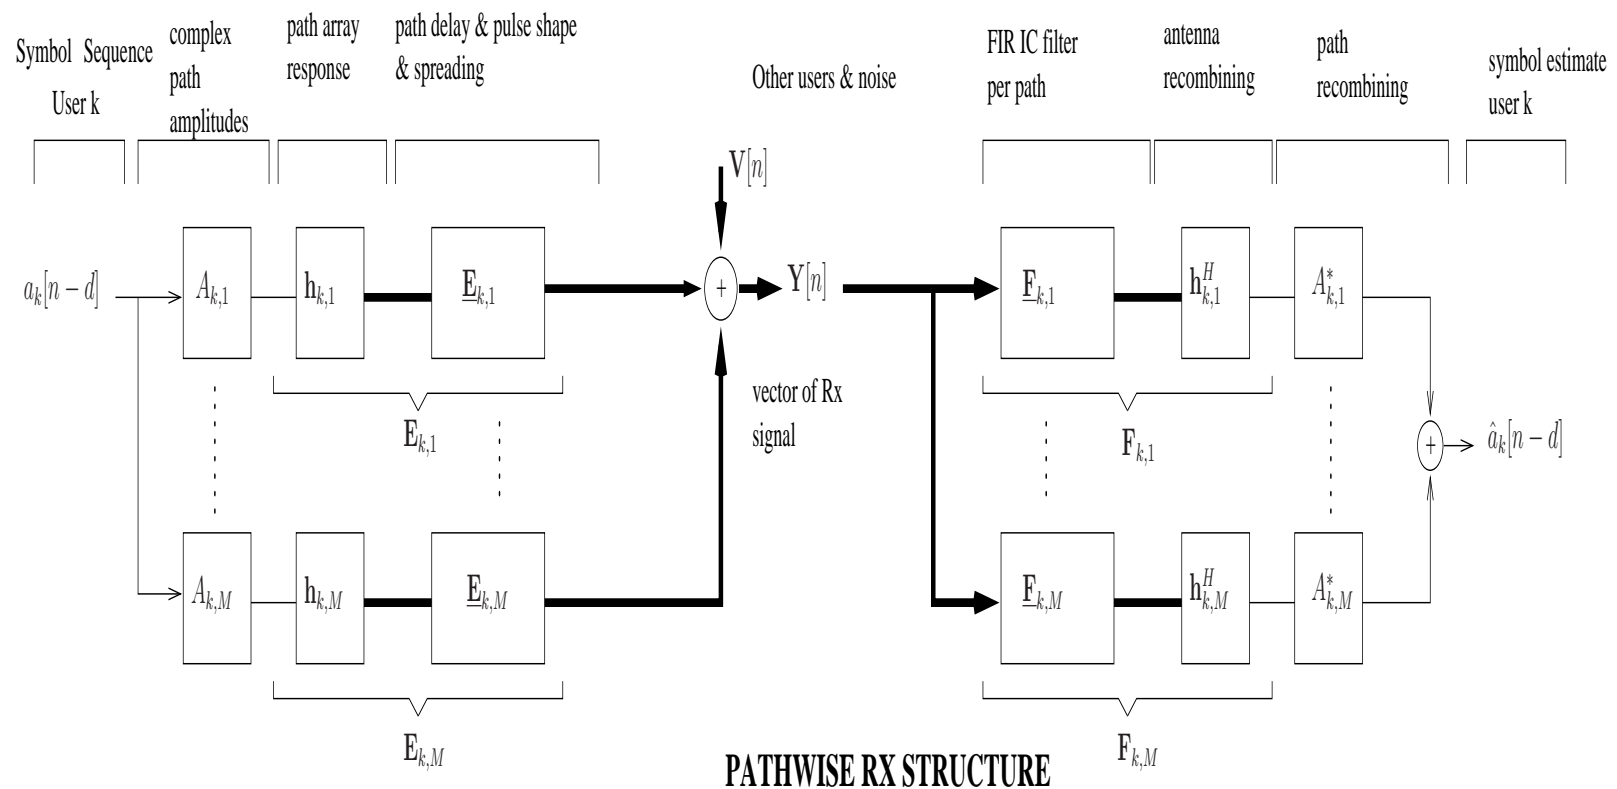 Symbol Sequence
User k
complex
path
amplitudes
path array
response
path delay & pulse shape
& spreading
Other users & noise
FIR IC filter
per path
antenna
recombining
path
recombining
symbol estimate
user k
V[n]
a_k[n − d]
A_{k,1}
h_{k,1}
E_{k,1}
+
Y[n]
F_{k,1}
h^H_{k,1}
A^*_{k,1}
E_{k,1}
vector of Rx
signal
F_{k,1}
+
â_k[n − d]
A_{k,M}
h_{k,M}
E_{k,M}
F_{k,M}
h^H_{k,M}
A^*_{k,M}
E_{k,M}
F_{k,M}
PATHWISE RX STRUCTURE